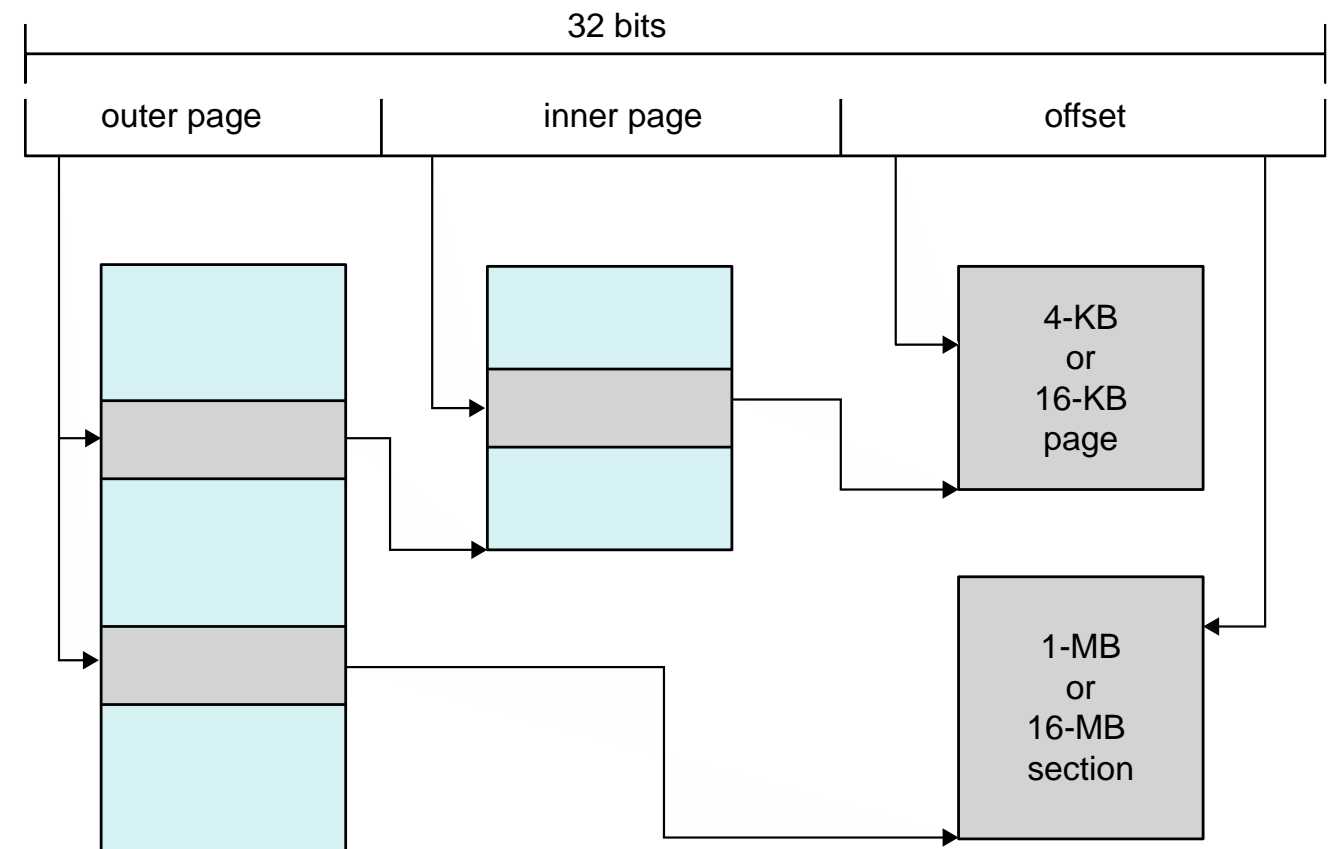 32 bits
outer page
inner page
offset
4-KB
or
16-KB
page
1-MB
or
16-MB
section